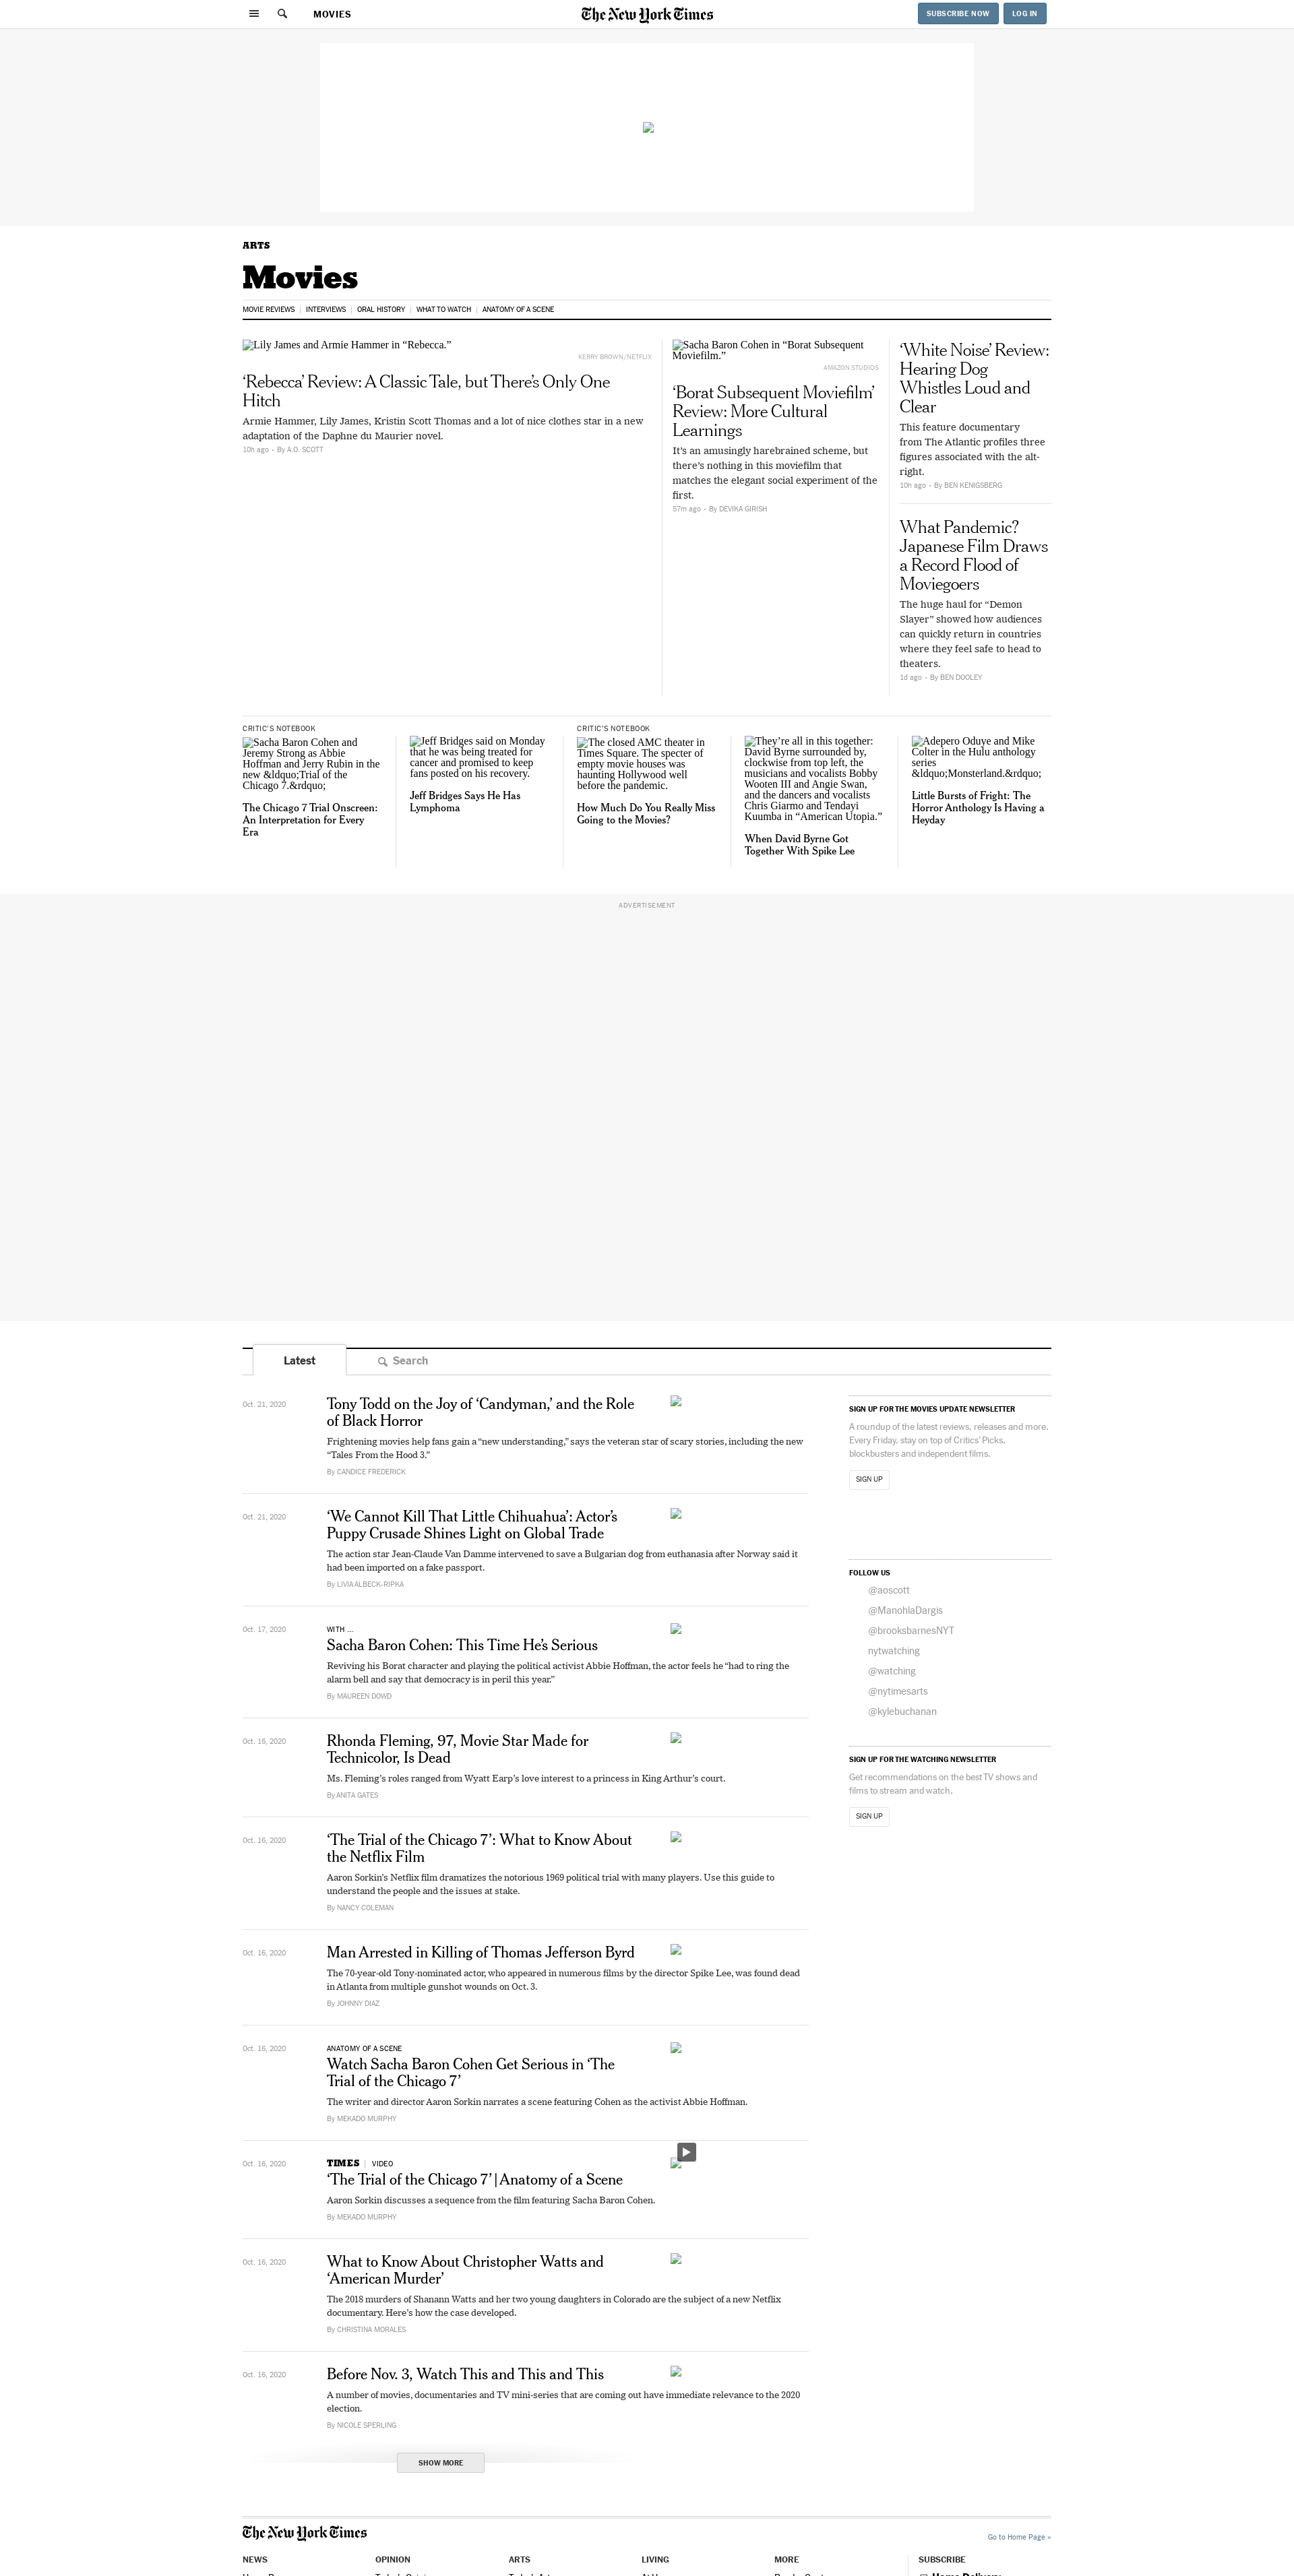 MOVIES
The New York Times
SUBSCRIBE NOW
LOG IN
ARTS
Movies
MOVIE REVIEWS | INTERVIEWS | ORAL HISTORY | WHAT TO WATCH | ANATOMY OF A SCENE
Lily James and Armie Hammer in “Rebecca.”
KERRY BROWN/NETFLIX
‘Rebecca’ Review: A Classic Tale, but There’s Only One
Hitch
Armie Hammer, Lily James, Kristin Scott Thomas and a lot of nice clothes star in a new
adaptation of the Daphne du Maurier novel.
10h ago - By A.O. SCOTT
Sacha Baron Cohen in “Borat Subsequent
Moviefilm.”
AMAZON STUDIOS
‘Borat Subsequent Moviefilm’
Review: More Cultural
Learnings
It’s an amusingly harebrained scheme, but
there’s nothing in this moviefilm that
matches the elegant social experiment of the
first.
57m ago - By DEVIKA GIRISH
‘White Noise’ Review:
Hearing Dog
Whistles Loud and
Clear
This feature documentary
from The Atlantic profiles three
figures associated with the alt-
right.
10h ago - By BEN KENIGSBERG
What Pandemic?
Japanese Film Draws
a Record Flood of
Moviegoers
The huge haul for “Demon
Slayer” showed how audiences
can quickly return in countries
where they feel safe to head to
theaters.
1d ago - By BEN DOOLEY
CRITIC’S NOTEBOOK
Sacha Baron Cohen and
Jeremy Strong as Abbie
Hoffman and Jerry Rubin in the
new &ldquo;Trial of the
Chicago 7.&rdquo;
The Chicago 7 Trial Onscreen:
An Interpretation for Every
Era
Jeff Bridges said on Monday
that he was being treated for
cancer and promised to keep
fans posted on his recovery.
Jeff Bridges Says He Has
Lymphoma
CRITIC’S NOTEBOOK
The closed AMC theater in
Times Square. The specter of
empty movie houses was
haunting Hollywood well
before the pandemic.
How Much Do You Really Miss
Going to the Movies?
They’re all in this together:
David Byrne surrounded by,
clockwise from top left, the
musicians and vocalists Bobby
Wooten III and Angie Swan,
and the dancers and vocalists
Chris Giarmo and Tendayi
Kuumba in “American Utopia.”
When David Byrne Got
Together With Spike Lee
Adepero Oduye and Mike
Colter in the Hulu anthology
series
&ldquo;Monsterland.&rdquo;
Little Bursts of Fright: The
Horror Anthology Is Having a
Heyday
ADVERTISEMENT
Latest
Search
Oct. 21, 2020
Tony Todd on the Joy of ‘Candyman,’ and the Role
of Black Horror
Frightening movies help fans gain a “new understanding,” says the veteran star of scary stories, including the new
“Tales From the Hood 3.”
By CANDICE FREDERICK
Oct. 21, 2020
‘We Cannot Kill That Little Chihuahua’: Actor’s
Puppy Crusade Shines Light on Global Trade
The action star Jean-Claude Van Damme intervened to save a Bulgarian dog from euthanasia after Norway said it
had been imported on a fake passport.
By LIVIA ALBECK-RIPKA
Oct. 17, 2020
WITH ...
Sacha Baron Cohen: This Time He’s Serious
Reviving his Borat character and playing the political activist Abbie Hoffman, the actor feels he “had to ring the
alarm bell and say that democracy is in peril this year.”
By MAUREEN DOWD
Oct. 16, 2020
Rhonda Fleming, 97, Movie Star Made for
Technicolor, Is Dead
Ms. Fleming’s roles ranged from Wyatt Earp’s love interest to a princess in King Arthur’s court.
By ANITA GATES
Oct. 16, 2020
‘The Trial of the Chicago 7’: What to Know About
the Netflix Film
Aaron Sorkin’s Netflix film dramatizes the notorious 1969 political trial with many players. Use this guide to
understand the people and the issues at stake.
By NANCY COLEMAN
Oct. 16, 2020
Man Arrested in Killing of Thomas Jefferson Byrd
The 70-year-old Tony-nominated actor, who appeared in numerous films by the director Spike Lee, was found dead
in Atlanta from multiple gunshot wounds on Oct. 3.
By JOHNNY DIAZ
Oct. 16, 2020
ANATOMY OF A SCENE
Watch Sacha Baron Cohen Get Serious in ‘The
Trial of the Chicago 7’
The writer and director Aaron Sorkin narrates a scene featuring Cohen as the activist Abbie Hoffman.
By MEKADO MURPHY
Oct. 16, 2020
TIMES | VIDEO
‘The Trial of the Chicago 7’ | Anatomy of a Scene
Aaron Sorkin discusses a sequence from the film featuring Sacha Baron Cohen.
By MEKADO MURPHY
Oct. 16, 2020
What to Know About Christopher Watts and
‘American Murder’
The 2018 murders of Shanann Watts and her two young daughters in Colorado are the subject of a new Netflix
documentary. Here’s how the case developed.
By CHRISTINA MORALES
Oct. 16, 2020
Before Nov. 3, Watch This and This and This
A number of movies, documentaries and TV mini-series that are coming out have immediate relevance to the 2020
election.
By NICOLE SPERLING
SHOW MORE
SIGN UP FOR THE MOVIES UPDATE NEWSLETTER
A roundup of the latest reviews, releases and more.
Every Friday, stay on top of Critics’ Picks,
blockbusters and independent films.
SIGN UP
FOLLOW US
@aoscott
@ManohlaDargis
@brooksbarnesNYT
nytwatching
@watching
@nytimesarts
@kylebuchanan
SIGN UP FOR THE WATCHING NEWSLETTER
Get recommendations on the best TV shows and
films to stream and watch.
SIGN UP
The New York Times
Go to Home Page »
NEWS
OPINION
ARTS
LIVING
MORE
SUBSCRIBE